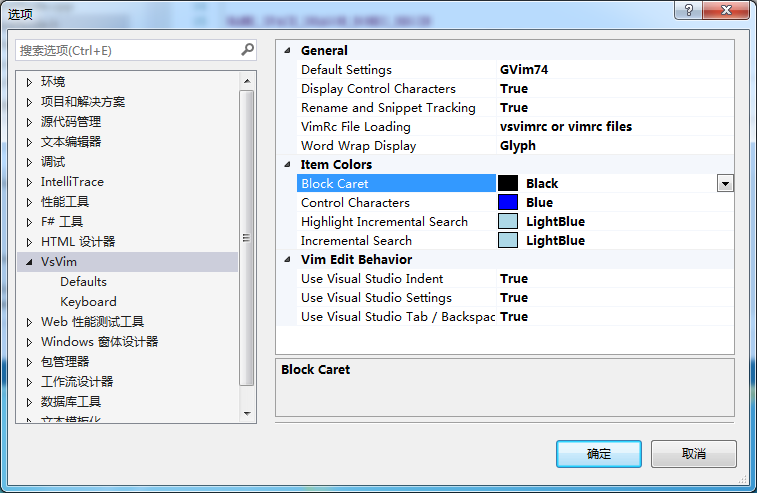 选项
搜索选项(Ctrl+E)
环境
项目和解决方案
源代码管理
文本编辑器
调试
IntelliTrace
性能工具
F# 工具
HTML 设计器
VsVim
Defaults
Keyboard
Web 性能测试工具
Windows 窗体设计器
包管理器
工作流设计器
数据库工具
文本模板化
General
Default Settings GVim74
Display Control Characters True
Rename and Snippet Tracking True
VimRc File Loading vsvimrc or vimrc files
Word Wrap Display Glyph
Item Colors
Block Caret Black
Control Characters Blue
Highlight Incremental Search LightBlue
Incremental Search LightBlue
Vim Edit Behavior
Use Visual Studio Indent True
Use Visual Studio Settings True
Use Visual Studio Tab / Backspac True
Block Caret
确定
取消